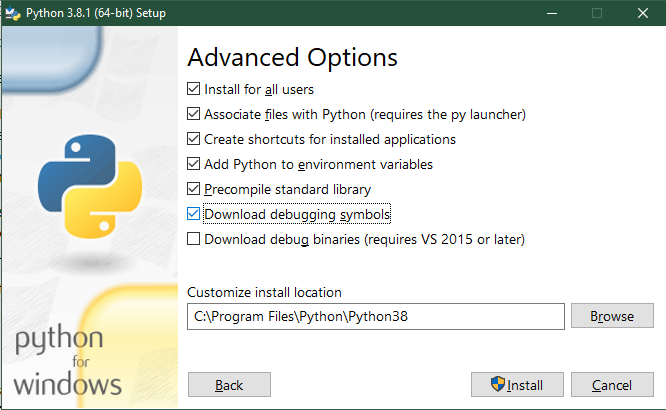 Python 3.8.1 (64-bit) Setup
Advanced Options
Install for all users
Associate files with Python (requires the py launcher)
Create shortcuts for installed applications
Add Python to environment variables
Precompile standard library
Download debugging symbols
Download debug binaries (requires VS 2015 or later)
Customize install location
C:\Program Files\Python\Python38
Browse
python
for
windows
Back
Install
Cancel